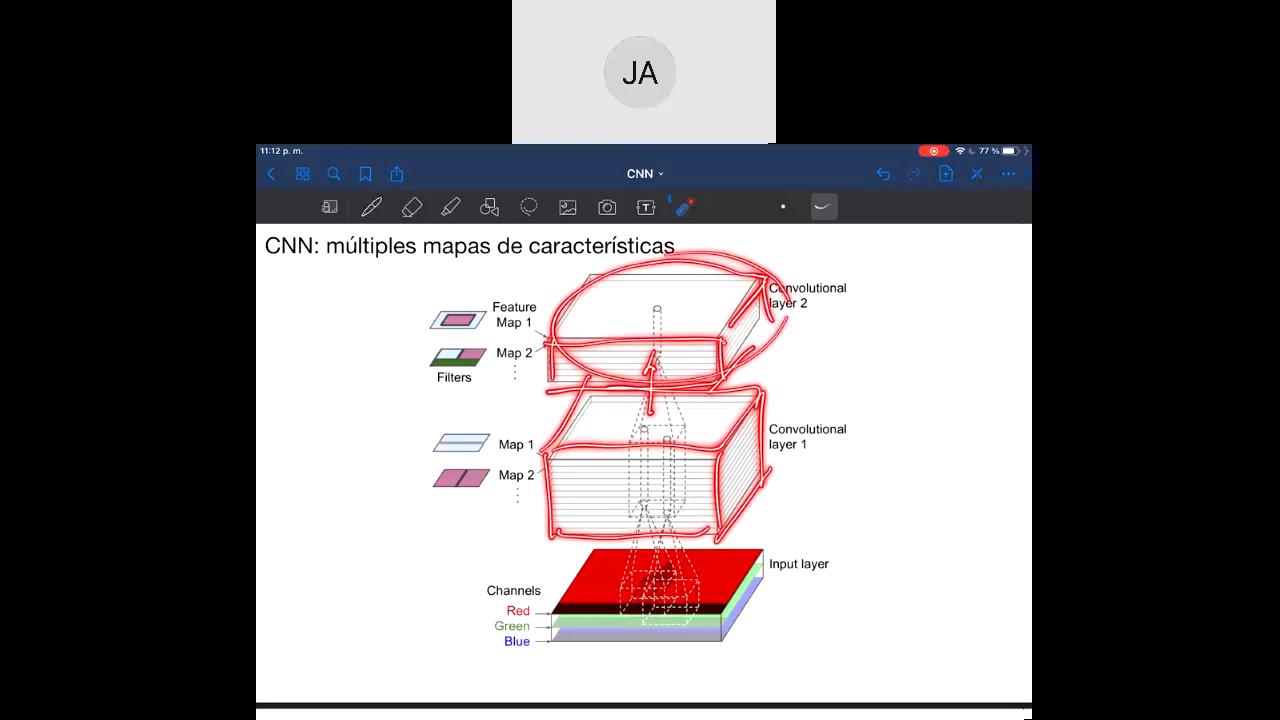 JA
11:12 p. m.
77 %
CNN
T
CNN: múltiples mapas de características
Feature
Map 1
Map 2
Filters
Convolutional
layer 2
Map 1
Map 2
Convolutional
layer 1
Input layer
Channels
Red
Green
Blue